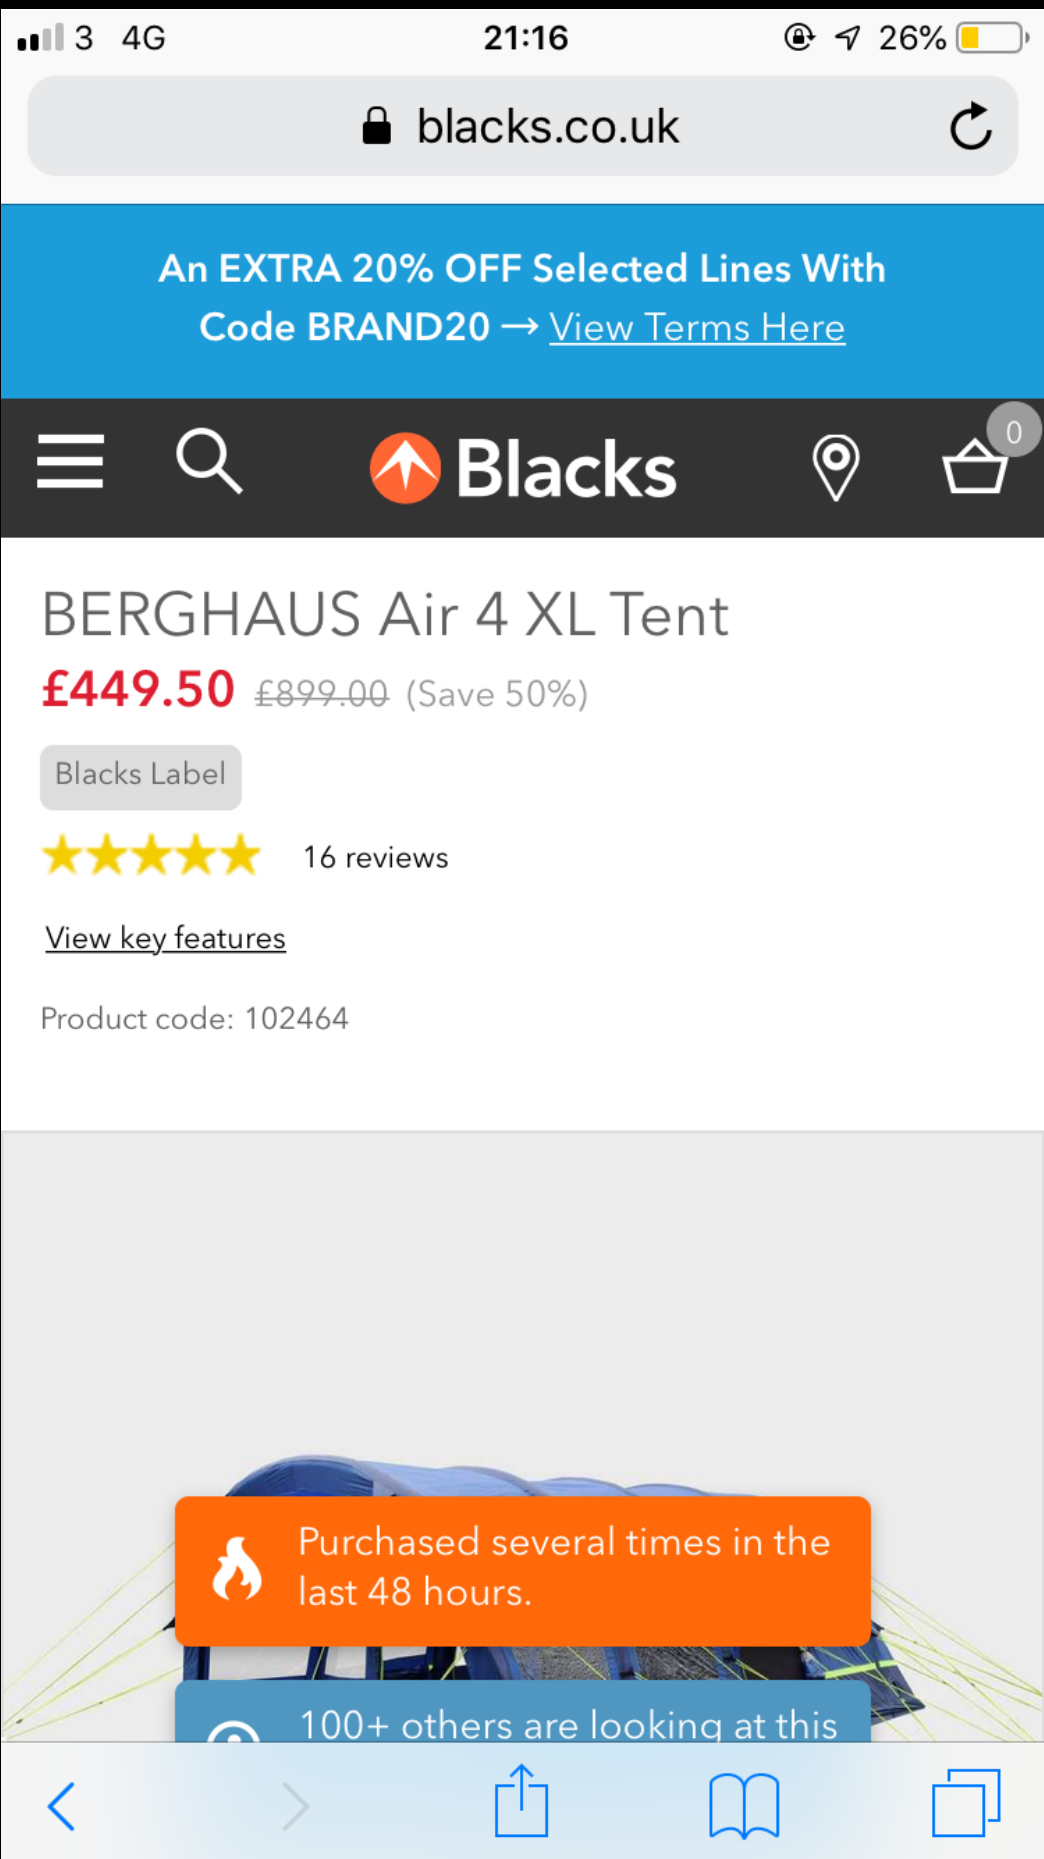 3 4G 21:16 26%
blacks.co.uk
An EXTRA 20% OFF Selected Lines With
Code BRAND20 → View Terms Here
Blacks 0
BERGHAUS Air 4 XL Tent
£449.50 £899.00 (Save 50%)
Blacks Label
16 reviews
View key features
Product code: 102464
Purchased several times in the
last 48 hours.
100+ others are looking at this